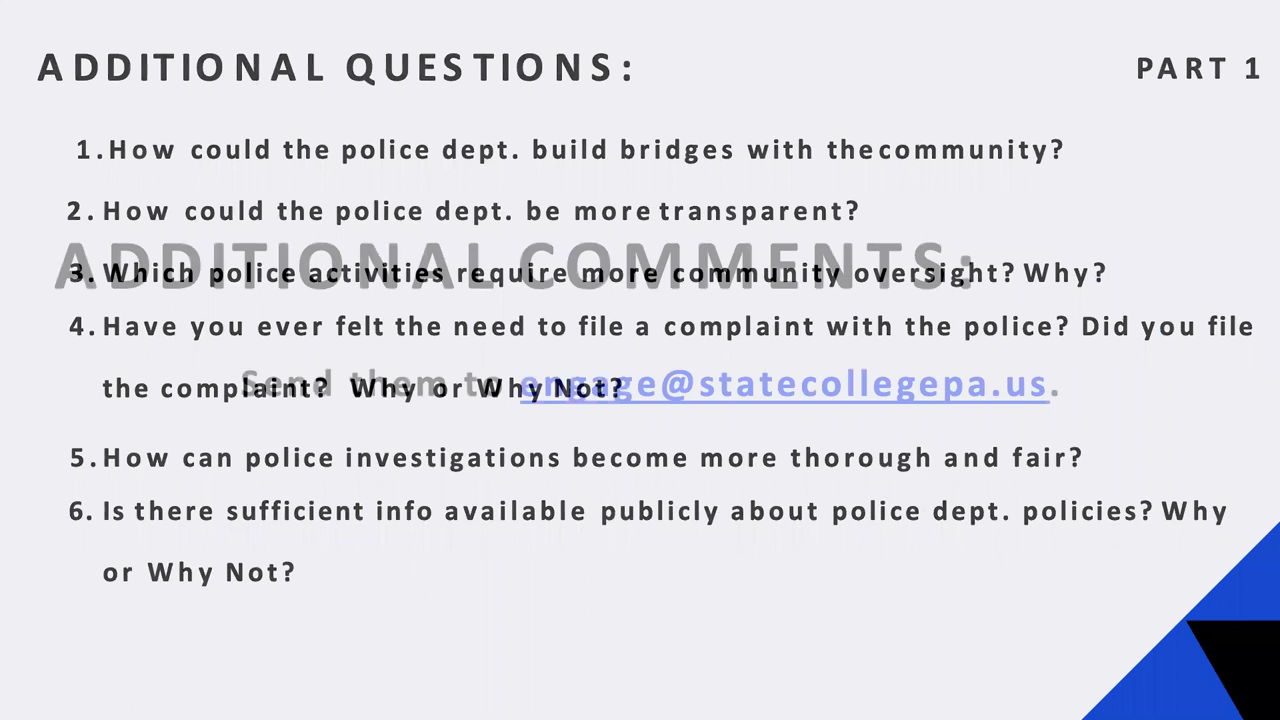 ADDITIONAL QUESTIONS:
PART 1
1. How could the police dept. build bridges with the community?
2. How could the police dept. be more transparent?
ADDITIONAL COMMENTS:
3. Which police activities require more community oversight? Why?
4. Have you ever felt the need to file a complaint with the police? Did you file
the complaint? Why or Why Not?
Send them to engage@statecollegepa.us.
5. How can police investigations become more thorough and fair?
6. Is there sufficient info available publicly about police dept. policies? Why
or Why Not?